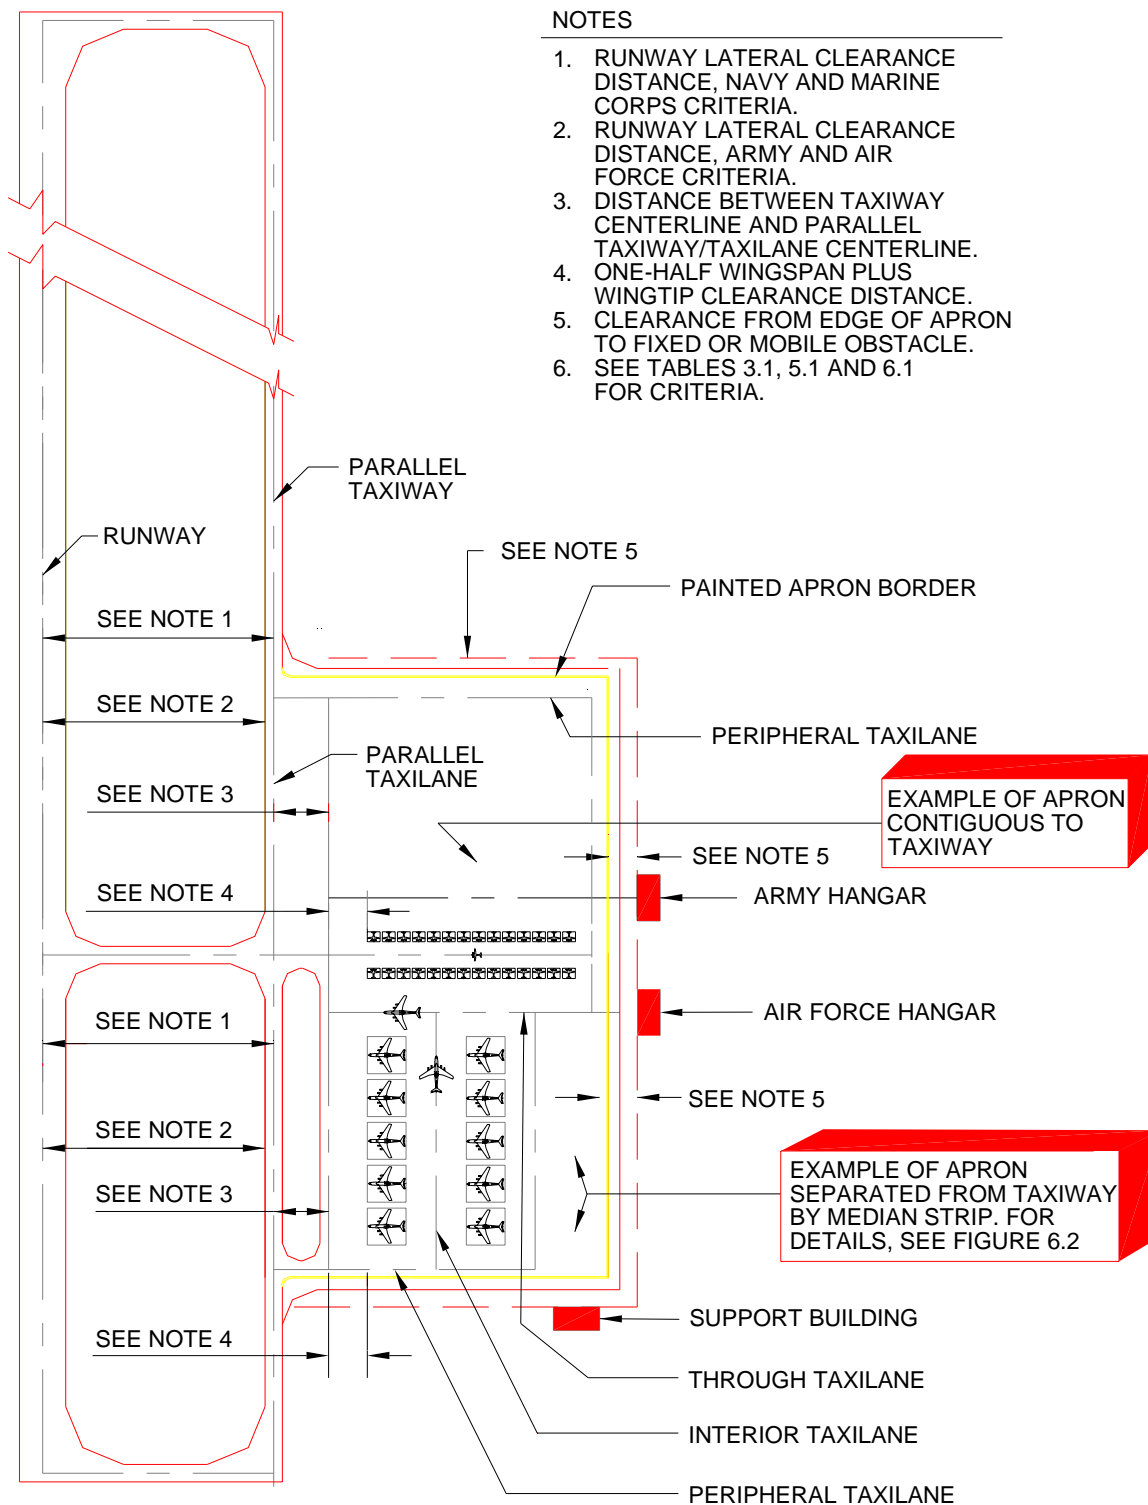 NOTES
1. RUNWAY LATERAL CLEARANCE
DISTANCE, NAVY AND MARINE
CORPS CRITERIA.
2. RUNWAY LATERAL CLEARANCE
DISTANCE, ARMY AND AIR
FORCE CRITERIA.
3. DISTANCE BETWEEN TAXIWAY
CENTERLINE AND PARALLEL
TAXIWAY/TAXILANE CENTERLINE.
4. ONE-HALF WINGSPAN PLUS
WINGTIP CLEARANCE DISTANCE.
5. CLEARANCE FROM EDGE OF APRON
TO FIXED OR MOBILE OBSTACLE.
6. SEE TABLES 3.1, 5.1 AND 6.1
FOR CRITERIA.
PARALLEL
TAXIWAY
RUNWAY
SEE NOTE 5
PAINTED APRON BORDER
SEE NOTE 1
SEE NOTE 2
PERIPHERAL TAXILANE
PARALLEL
TAXILANE
SEE NOTE 3
EXAMPLE OF APRON
CONTIGUOUS TO
TAXIWAY
SEE NOTE 5
SEE NOTE 4
ARMY HANGAR
SEE NOTE 1
AIR FORCE HANGAR
SEE NOTE 5
SEE NOTE 2
EXAMPLE OF APRON
SEPARATED FROM TAXIWAY
BY MEDIAN STRIP. FOR
DETAILS, SEE FIGURE 6.2
SEE NOTE 3
SUPPORT BUILDING
SEE NOTE 4
THROUGH TAXILANE
INTERIOR TAXILANE
PERIPHERAL TAXILANE